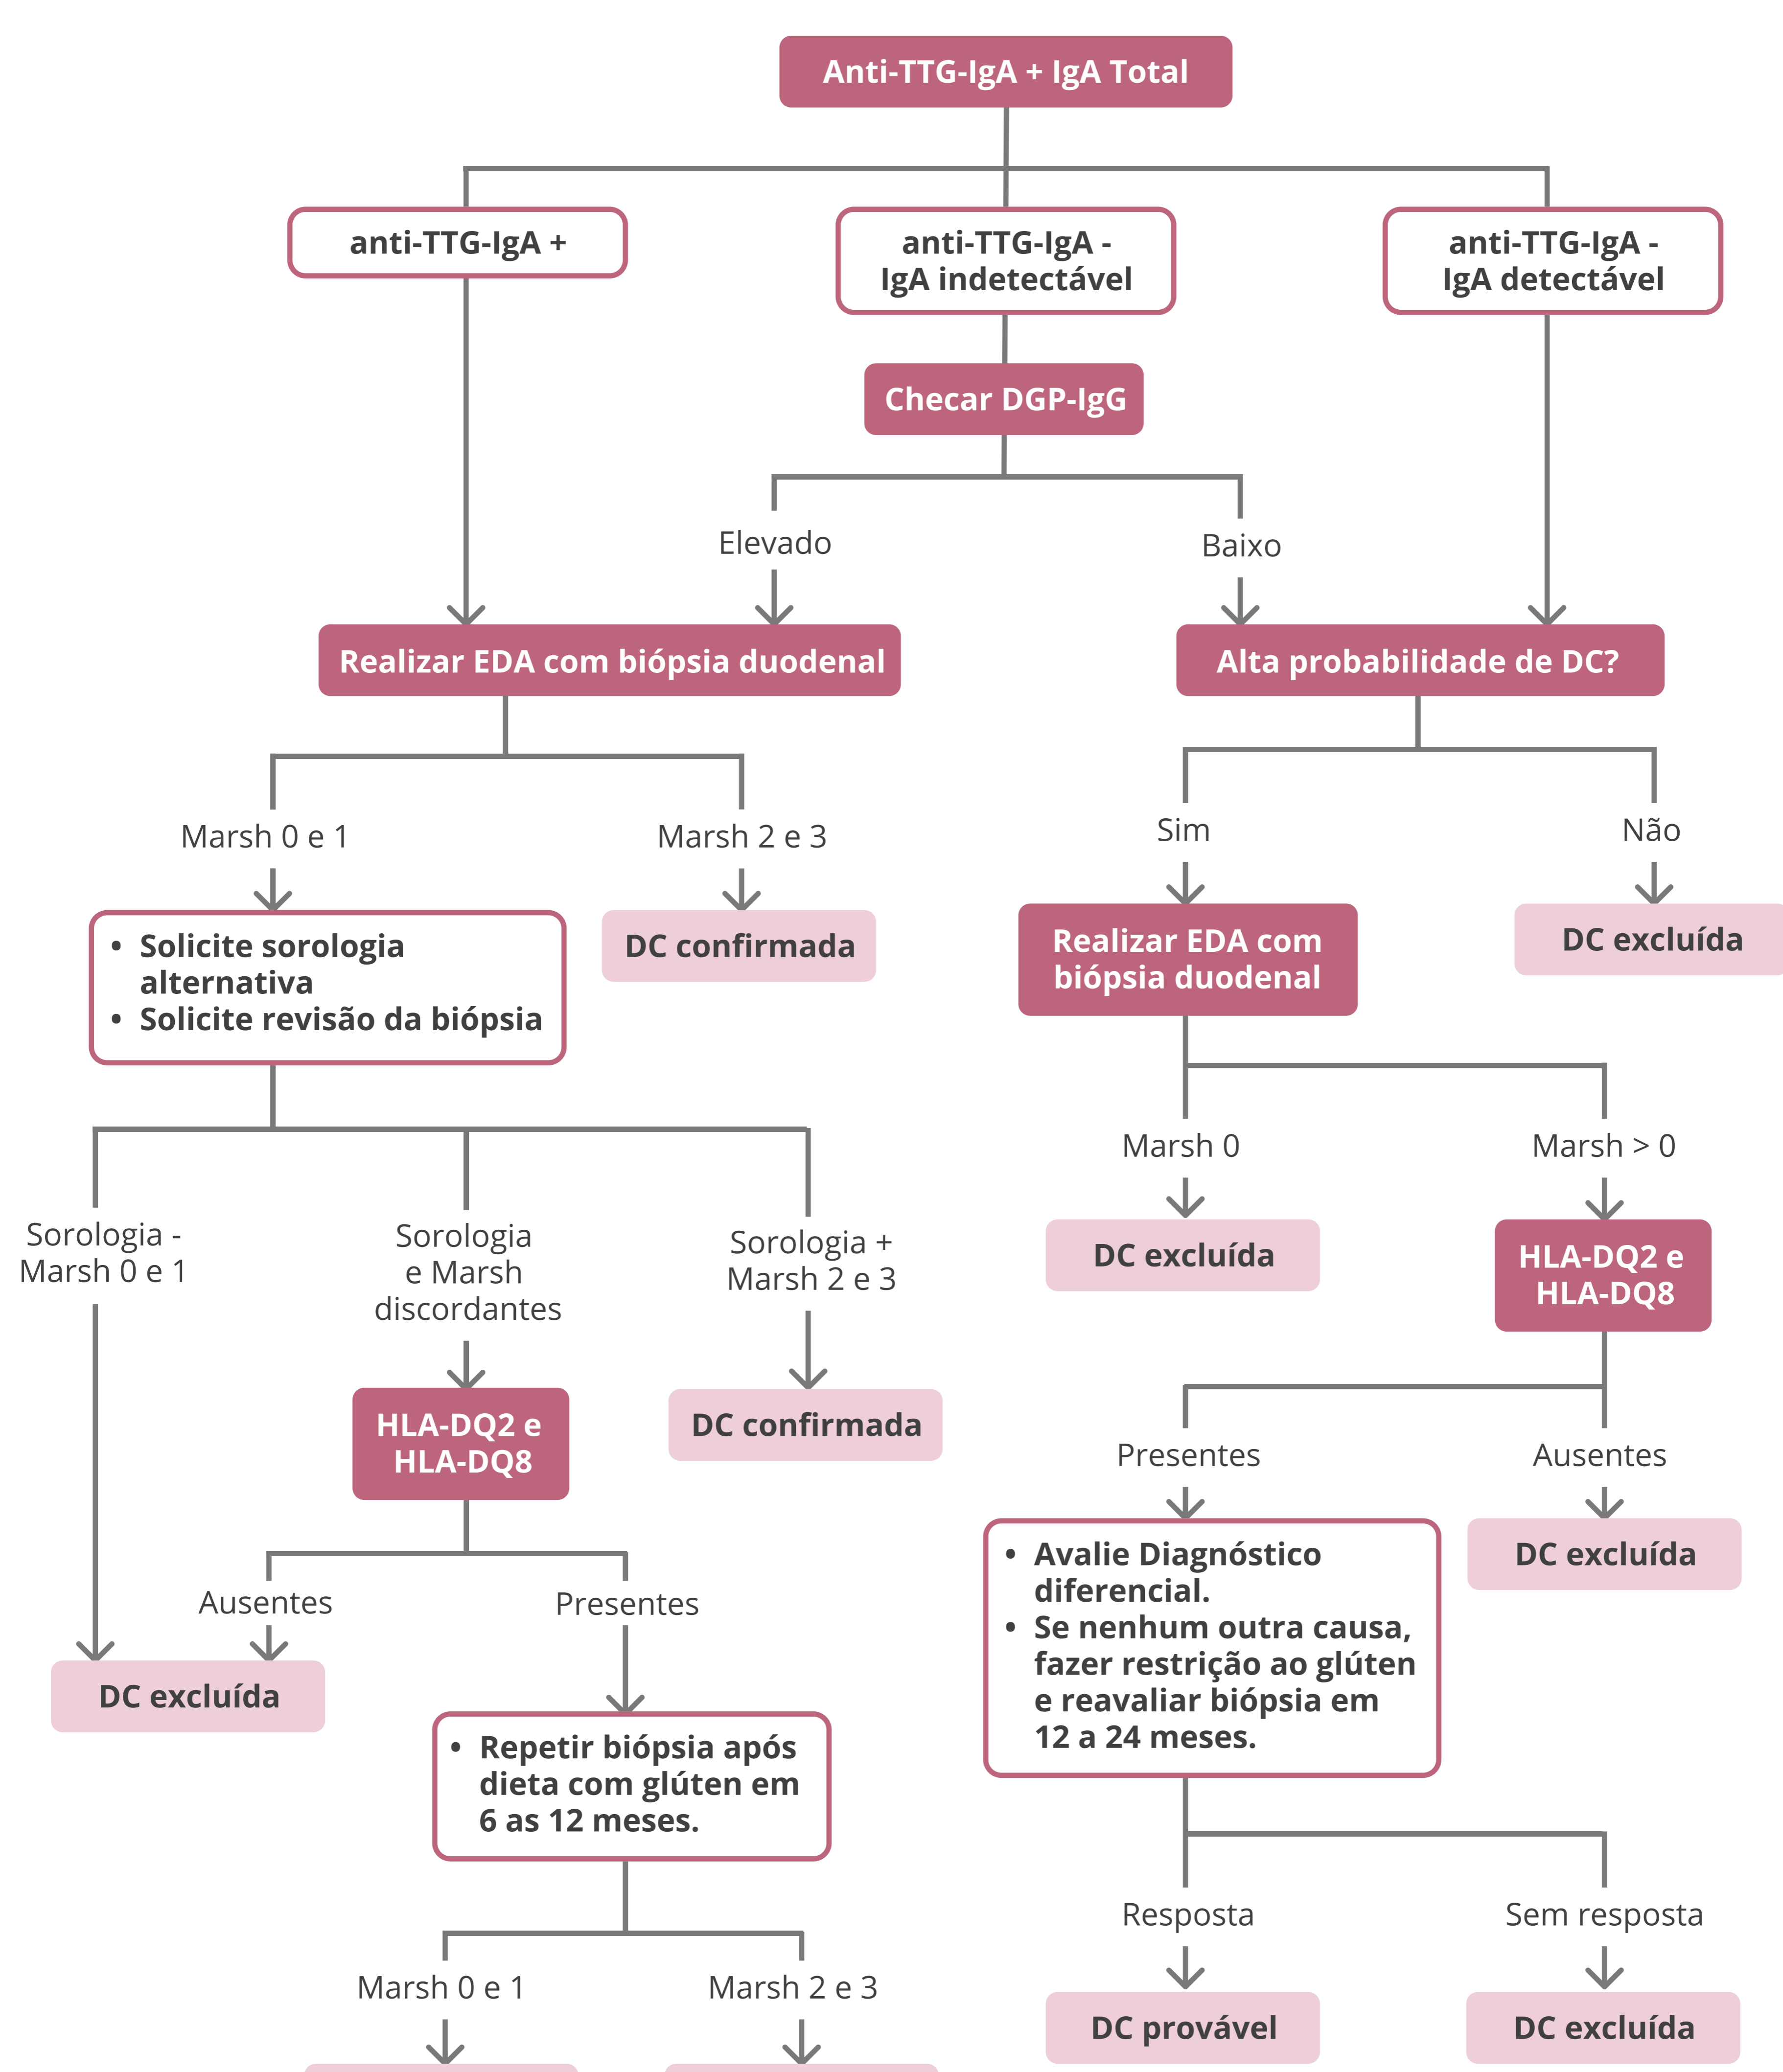 Anti-TTG-IgA + IgA Total
anti-TTG-IgA +
anti-TTG-IgA -
IgA indetectável
anti-TTG-IgA -
IgA detectável
Checar DGP-IgG
Elevado
Baixo
Realizar EDA com biópsia duodenal
Alta probabilidade de DC?
Marsh 0 e 1
Marsh 2 e 3
Sim
Não
• Solicite sorologia
alternativa
• Solicite revisão da biópsia
DC confirmada
Realizar EDA com
biópsia duodenal
DC excluída
Marsh 0
Marsh > 0
Sorologia -
Marsh 0 e 1
Sorologia
e Marsh
discordantes
Sorologia +
Marsh 2 e 3
DC excluída
HLA-DQ2 e
HLA-DQ8
HLA-DQ2 e
HLA-DQ8
DC confirmada
Presentes
Ausentes
Ausentes
Presentes
• Avalie Diagnóstico
diferencial.
• Se nenhum outra causa,
fazer restrição ao glúten
e reavaliar biópsia em
12 a 24 meses.
DC excluída
DC excluída
• Repetir biópsia após
dieta com glúten em
6 as 12 meses.
Resposta
Sem resposta
Marsh 0 e 1
Marsh 2 e 3
DC provável
DC excluída